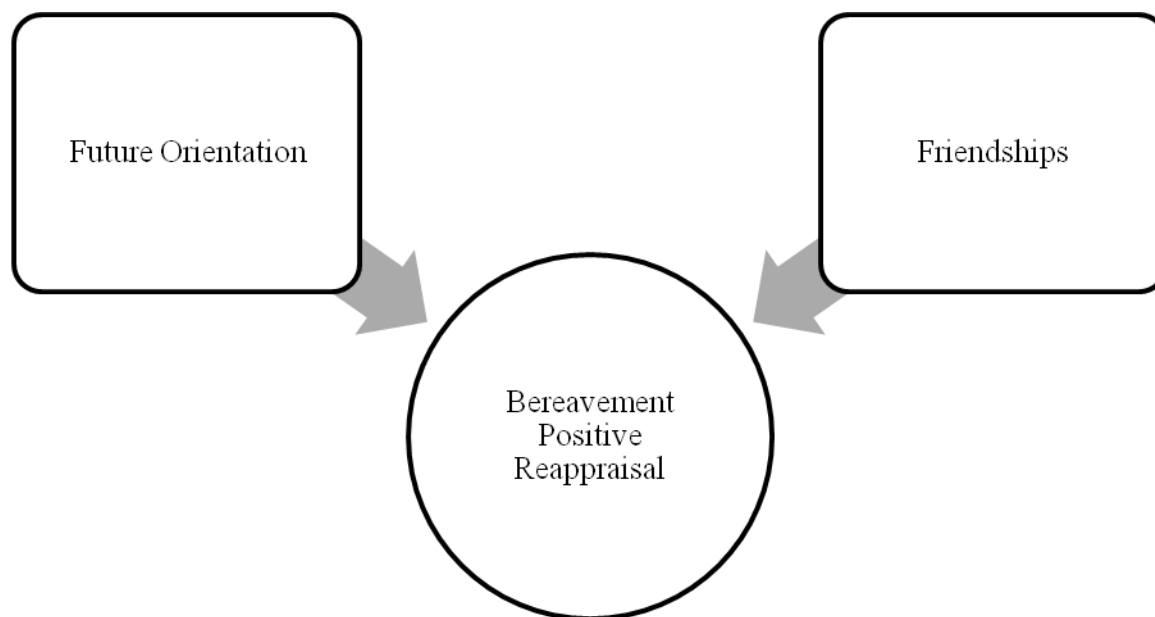 Future Orientation
Friendships
Bereavement
Positive
Reappraisal